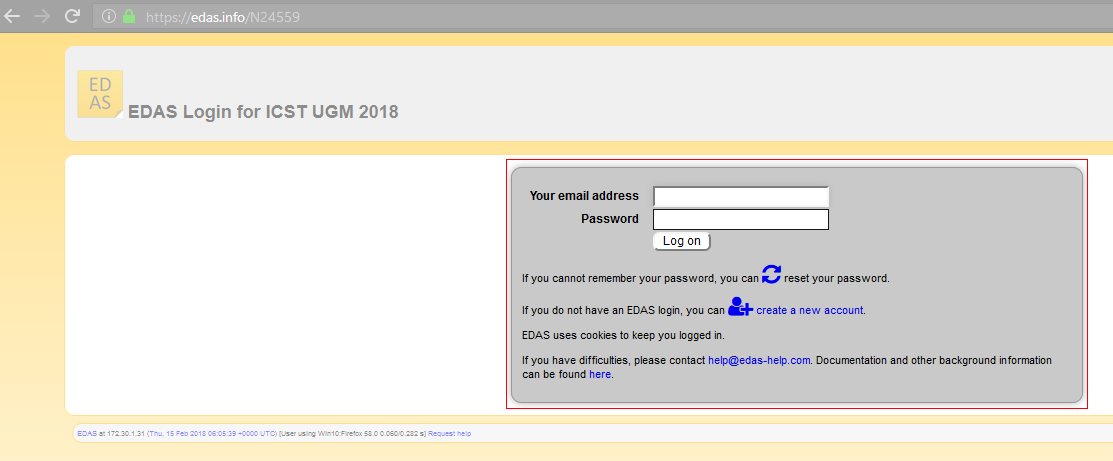 https://edas.info/N24559
ED
AS
EDAS Login for ICST UGM 2018
Your email address
Password
Log on
If you cannot remember your password, you can reset your password.
If you do not have an EDAS login, you can create a new account.
EDAS uses cookies to keep you logged in.
If you have difficulties, please contact help@edas-help.com. Documentation and other background information
can be found here.
EDAS at 172.30.1.31 (Thu, 15 Feb 2018 06:05:39 +0000 UTC) [User using Win10:Firefox 58.0 0.060/0.282 s] Request help